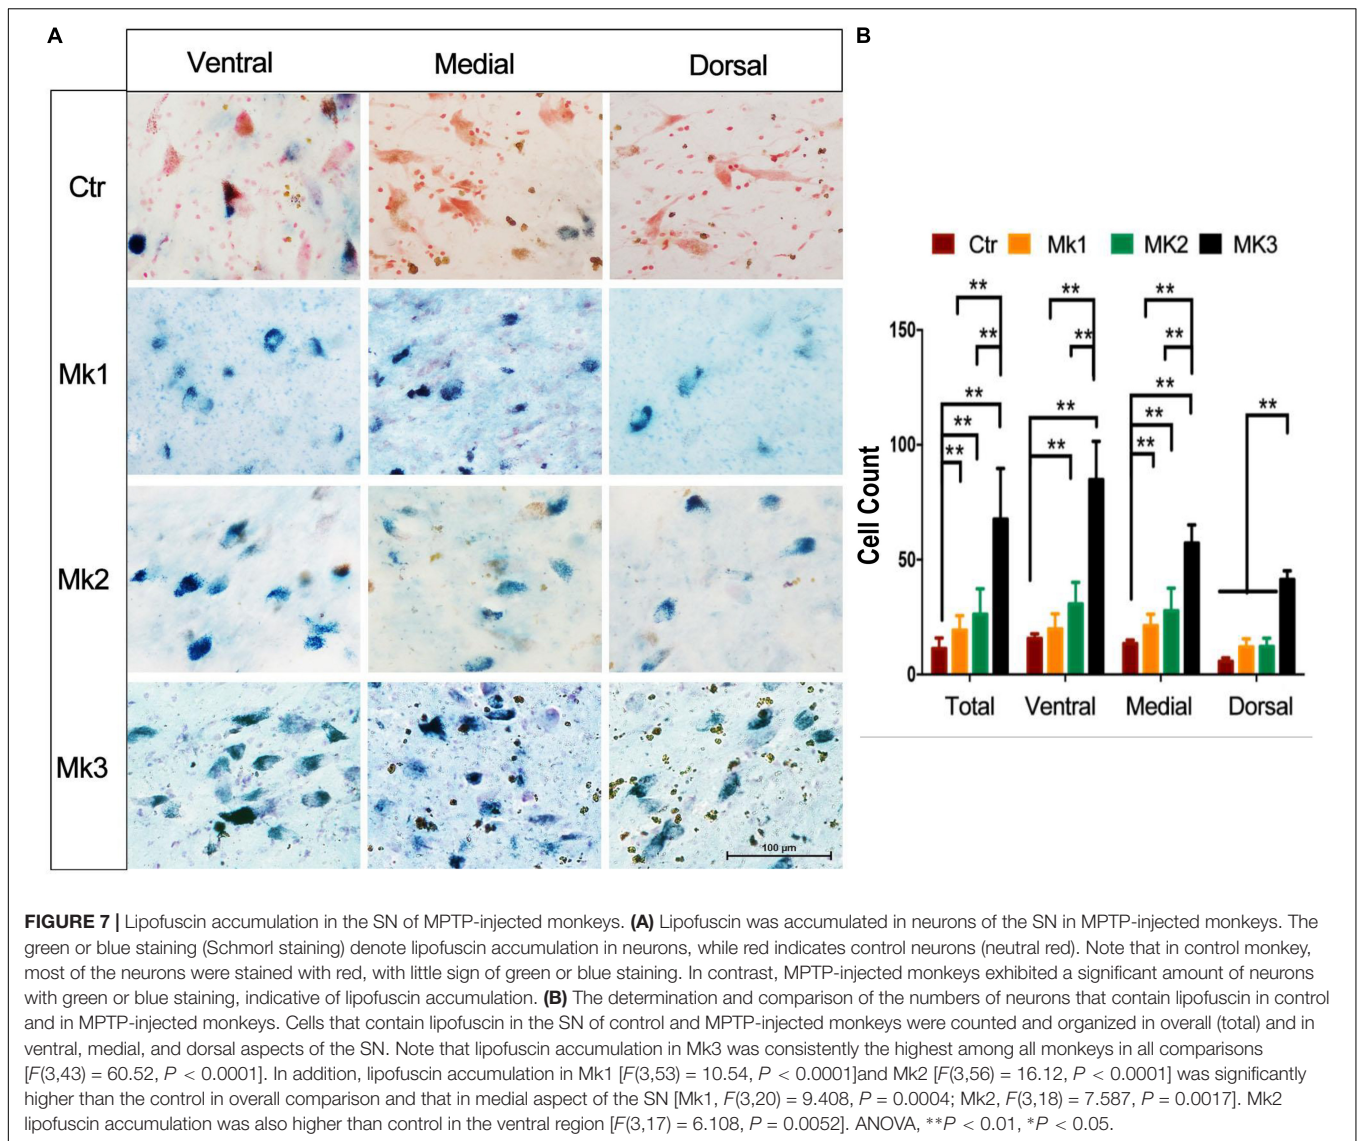 A
B
Ventral Medial Dorsal
Ctr
Mk1
Mk2
Mk3
100 µm
Ctr Mk1 MK2 MK3
** ** **
** ** **
** ** ** **
** ** **
** **
150
100
50
0
Cell Count
Total Ventral Medial Dorsal
FIGURE 7 | Lipofuscin accumulation in the SN of MPTP-injected monkeys. (A) Lipofuscin was accumulated in neurons of the SN in MPTP-injected monkeys. The
green or blue staining (Schmorl staining) denote lipofuscin accumulation in neurons, while red indicates control neurons (neutral red). Note that in control monkey,
most of the neurons were stained with red, with little sign of green or blue staining. In contrast, MPTP-injected monkeys exhibited a significant amount of neurons
with green or blue staining, indicative of lipofuscin accumulation. (B) The determination and comparison of the numbers of neurons that contain lipofuscin in control
and in MPTP-injected monkeys. Cells that contain lipofuscin in the SN of control and MPTP-injected monkeys were counted and organized in overall (total) and in
ventral, medial, and dorsal aspects of the SN. Note that lipofuscin accumulation in Mk3 was consistently the highest among all monkeys in all comparisons
[F(3,43) = 60.52, P < 0.0001]. In addition, lipofuscin accumulation in Mk1 [F(3,53) = 10.54, P < 0.0001]and Mk2 [F(3,56) = 16.12, P < 0.0001] was significantly
higher than the control in overall comparison and that in medial aspect of the SN [Mk1, F(3,20) = 9.408, P = 0.0004; Mk2, F(3,18) = 7.587, P = 0.0017]. Mk2
lipofuscin accumulation was also higher than control in the ventral region [F(3,17) = 6.108, P = 0.0052]. ANOVA, **P < 0.01, *P < 0.05.